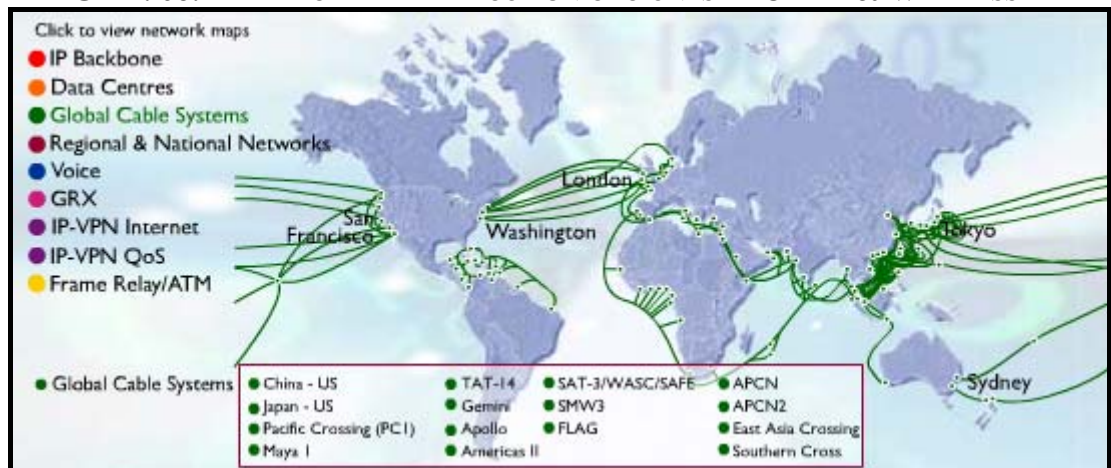 Click to view network maps
IP Backbone
Data Centres
Global Cable Systems
Regional & National Networks
Voice
GRX
IP-VPN Internet
IP-VPN QoS
Frame Relay/ATM
London
San Francisco
Washington
Tokyo
Sydney
Global Cable Systems
China - US
Japan - US
Pacific Crossing (PC1)
Maya 1
TAT-14
Gemini
Apollo
Americas II
SAT-3/WASC/SAFE
SMW3
FLAG
APCN
APCN2
East Asia Crossing
Southern Cross